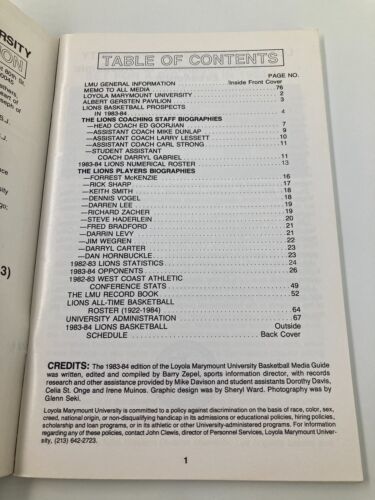 TABLE OF CONTENTS
PAGE NO.
LMU GENERAL INFORMATION Inside Front Cover
MEMO TO ALL MEDIA 76
LOYOLA MARYMOUNT UNIVERSITY 2
ALBERT GERSTEN PAVILION 3
LIONS BASKETBALL PROSPECTS
IN 1983-84 4
THE LIONS COACHING STAFF BIOGRAPHIES
—HEAD COACH ED GOORJIAN 7
—ASSISTANT COACH MIKE DUNLAP 9
—ASSISTANT COACH LARRY LESSETT 10
—ASSISTANT COACH CARL STRONG 11
—STUDENT ASSISTANT
COACH DARRYL GABRIEL 11
1983-84 LIONS NUMERICAL ROSTER 13
THE LIONS PLAYERS BIOGRAPHIES
—FORREST McKENZIE 16
—RICK SHARP 17
—KEITH SMITH 18
—DENNIS VOGEL 18
—DARREN LEE 19
—RICHARD ZACHER 19
—STEVE HADERLEIN 20
—FRED BRADFORD 21
—DARRIN LEVY 21
—JIM WEGREN 22
—DARRYL CARTER 23
—DAN HORNBUCKLE 23
1982-83 LIONS STATISTICS 24
1983-84 OPPONENTS 26
1982-83 WEST COAST ATHLETIC
CONFERENCE STATS 49
THE LMU RECORD BOOK 52
LIONS ALL-TIME BASKETBALL
ROSTER (1922-1984) 64
UNIVERSITY ADMINISTRATION 67
1983-84 LIONS BASKETBALL Outside
SCHEDULE Back Cover
CREDITS: The 1983-84 edition of the Loyola Marymount University Basketball Media Guide
was written, edited and compiled by Barry Zepel, sports information director, with records
research and other assistance provided by Mike Davison and student assistants Dorothy Davis,
Celia St. Onge and Irene Muinos. Graphic design was by Sheryl Ward. Photography was by
Glenn Seki.
Loyola Marymount University is committed to a policy against discrimination on the basis of race, color, sex,
creed, national origin, or non-disqualifying handicap in its admissions or educational policies, hiring policies,
scholarship and loan programs, or in its athletic or other University-administered programs. For information
regarding any of these policies, contact John Clewis, director of Personnel Services, Loyola Marymount Univer-
sity, (213) 642-2723.
1